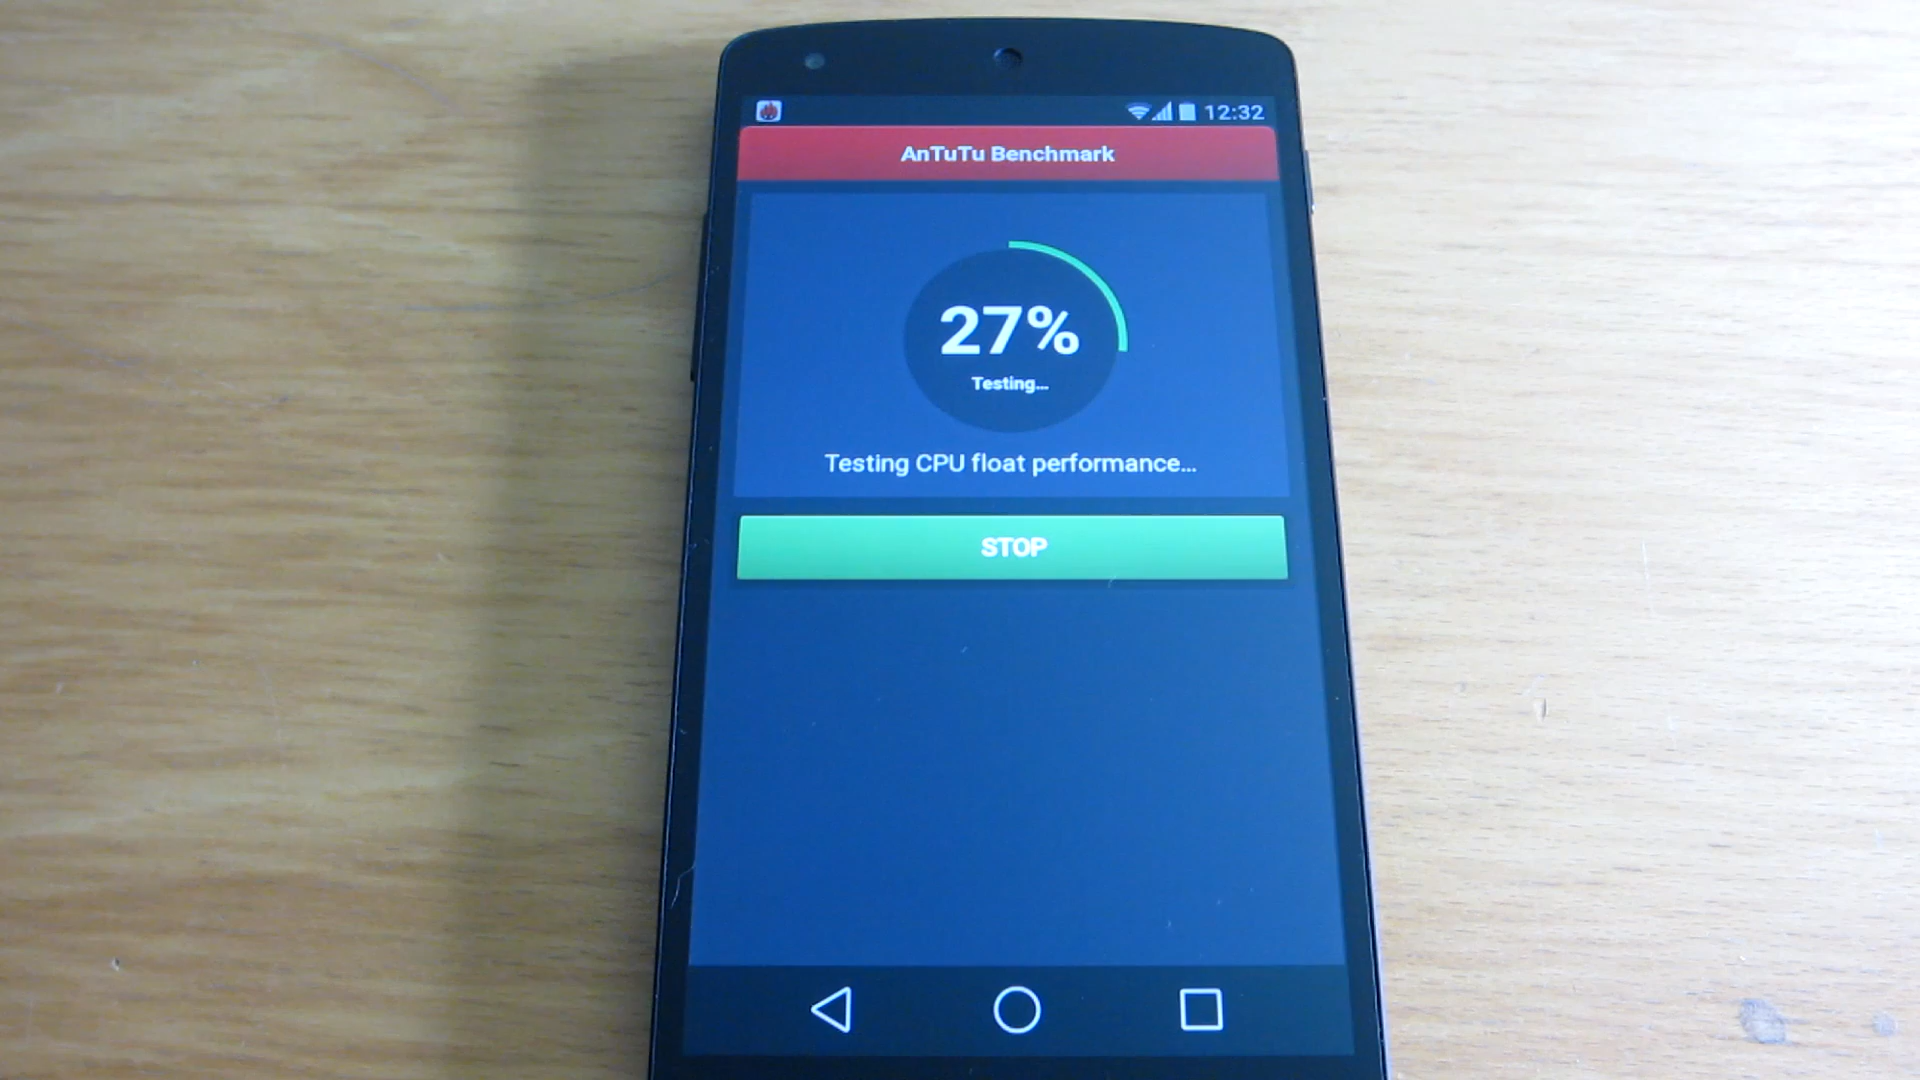 12:32
AnTuTu Benchmark
27%
Testing...
Testing CPU float performance...
STOP